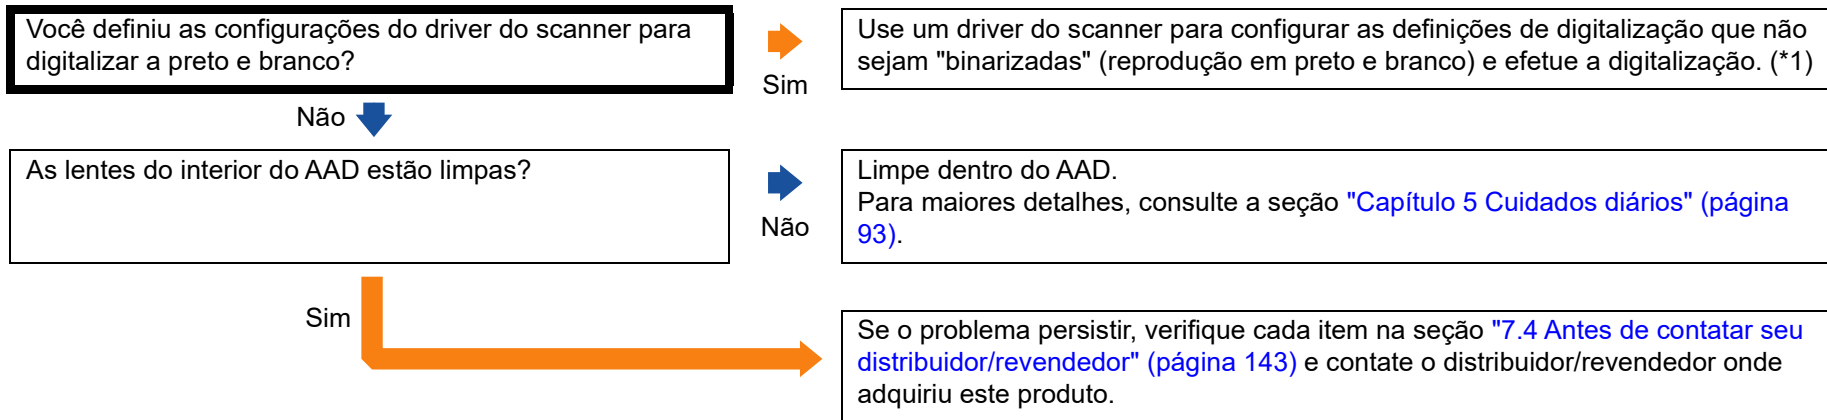 Você definiu as configurações do driver do scanner para
digitalizar a preto e branco?
Sim
Use um driver do scanner para configurar as definições de digitalização que não
sejam "binarizadas" (reprodução em preto e branco) e efetue a digitalização. (*1)
Não
As lentes do interior do AAD estão limpas?
Não
Limpe dentro do AAD.
Para maiores detalhes, consulte a seção "Capítulo 5 Cuidados diários" (página
93).
Sim
Se o problema persistir, verifique cada item na seção "7.4 Antes de contatar seu
distribuidor/revendedor" (página 143) e contate o distribuidor/revendedor onde
adquiriu este produto.